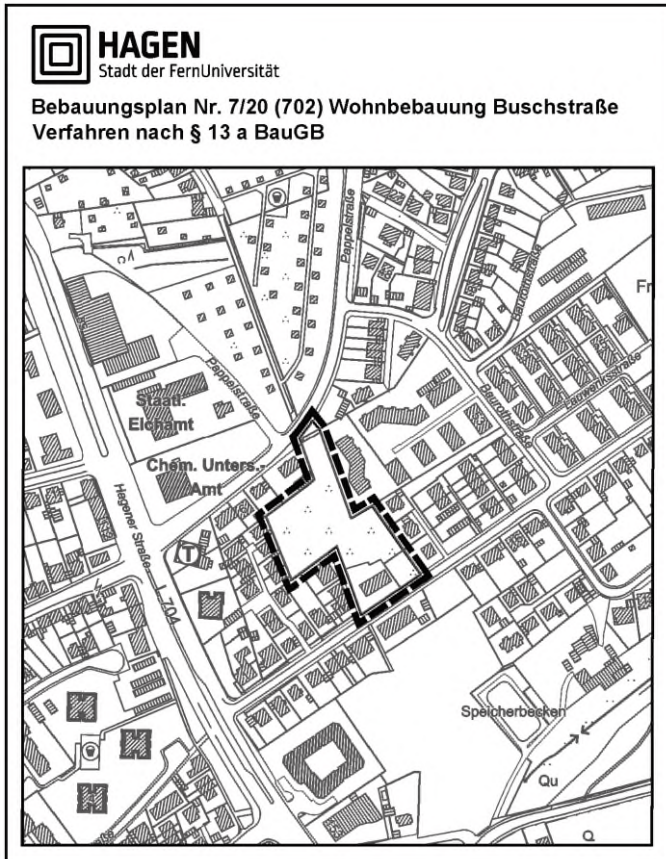 HAGEN
Stadt der FernUniversität
Bebauungsplan Nr. 7/20 (702) Wohnbebauung Buschstraße
Verfahren nach § 13 a BauGB
Pappelstraße
Fr
Pappelstraße
Staatl.
Eichamt
Chem. Unters.-
Amt
Hagener Straße
L 704
T
Speicherbecken
Qu
Q